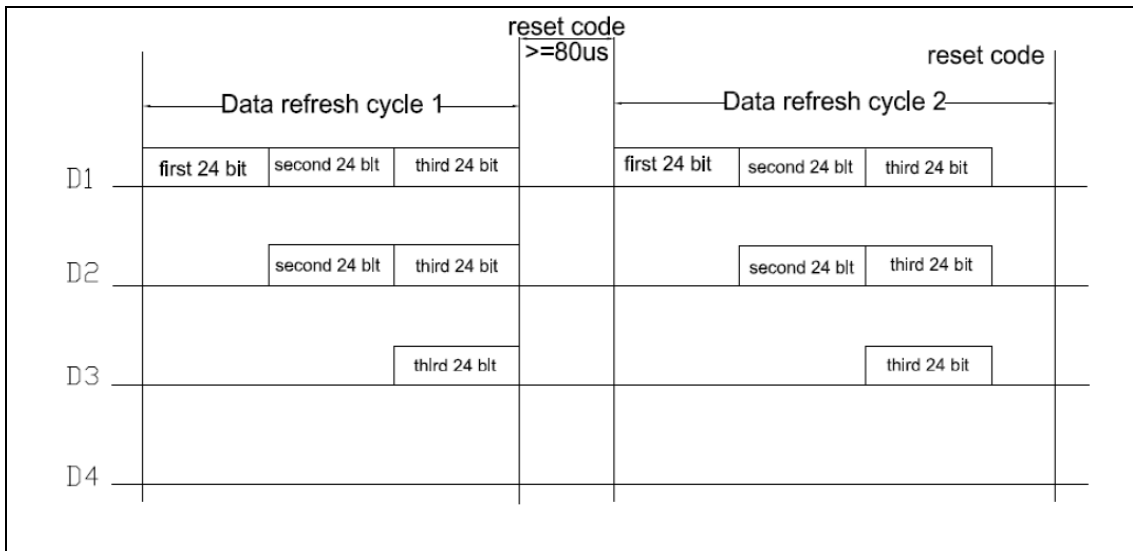 reset code
>=80us
reset code
Data refresh cycle 1
Data refresh cycle 2
D1 first 24 bit second 24 blt third 24 bit first 24 bit second 24 blt third 24 bit
D2 second 24 blt third 24 bit second 24 blt third 24 bit
D3 thlrd 24 blt third 24 bit
D4